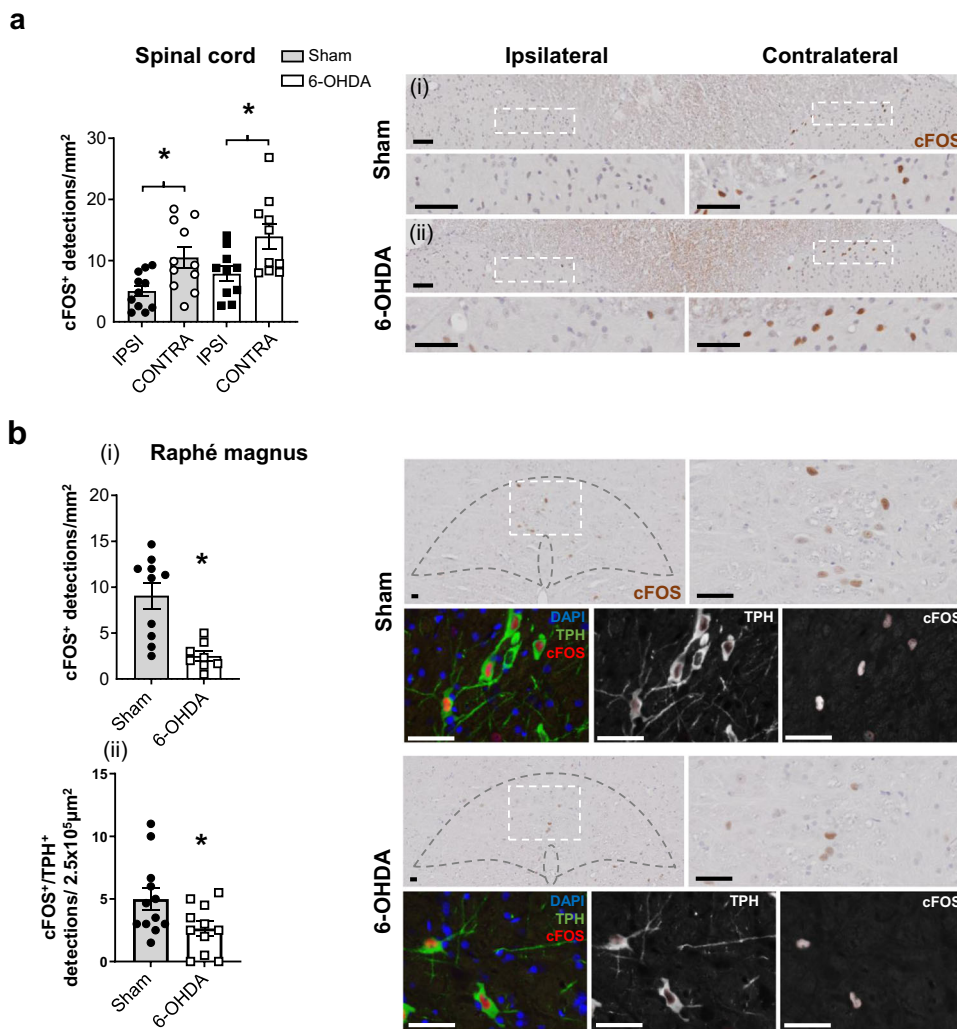 a
Spinal cord
Sham
6-OHDA
cFOS⁺ detections/mm²
30
20
10
0
*
*
IPSI
CONTRA
IPSI
CONTRA
Ipsilateral
Contralateral
Sham
(i)
cFOS
6-OHDA
(ii)
b
(i)
Raphé magnus
cFOS⁺ detections/mm²
20
15
10
5
0
*
Sham
6-OHDA
(ii)
cFOS⁺/TPH⁺
detections/ 2.5x10⁵µm²
15
10
5
0
*
Sham
6-OHDA
Sham
cFOS
DAPI
TPH
cFOS
TPH
cFOS
6-OHDA
DAPI
TPH
cFOS
TPH
cFOS